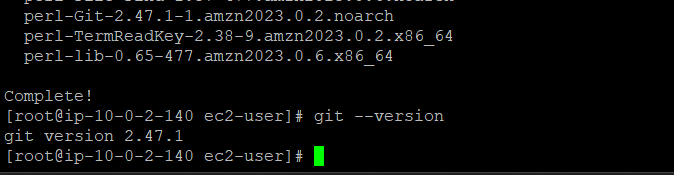 perl-Git-2.47.1-1.amzn2023.0.2.noarch
perl-TermReadKey-2.38-9.amzn2023.0.2.x86_64
perl-lib-0.65-477.amzn2023.0.6.x86_64
Complete!
[root@ip-10-0-2-140 ec2-user]# git --version
git version 2.47.1
[root@ip-10-0-2-140 ec2-user]#